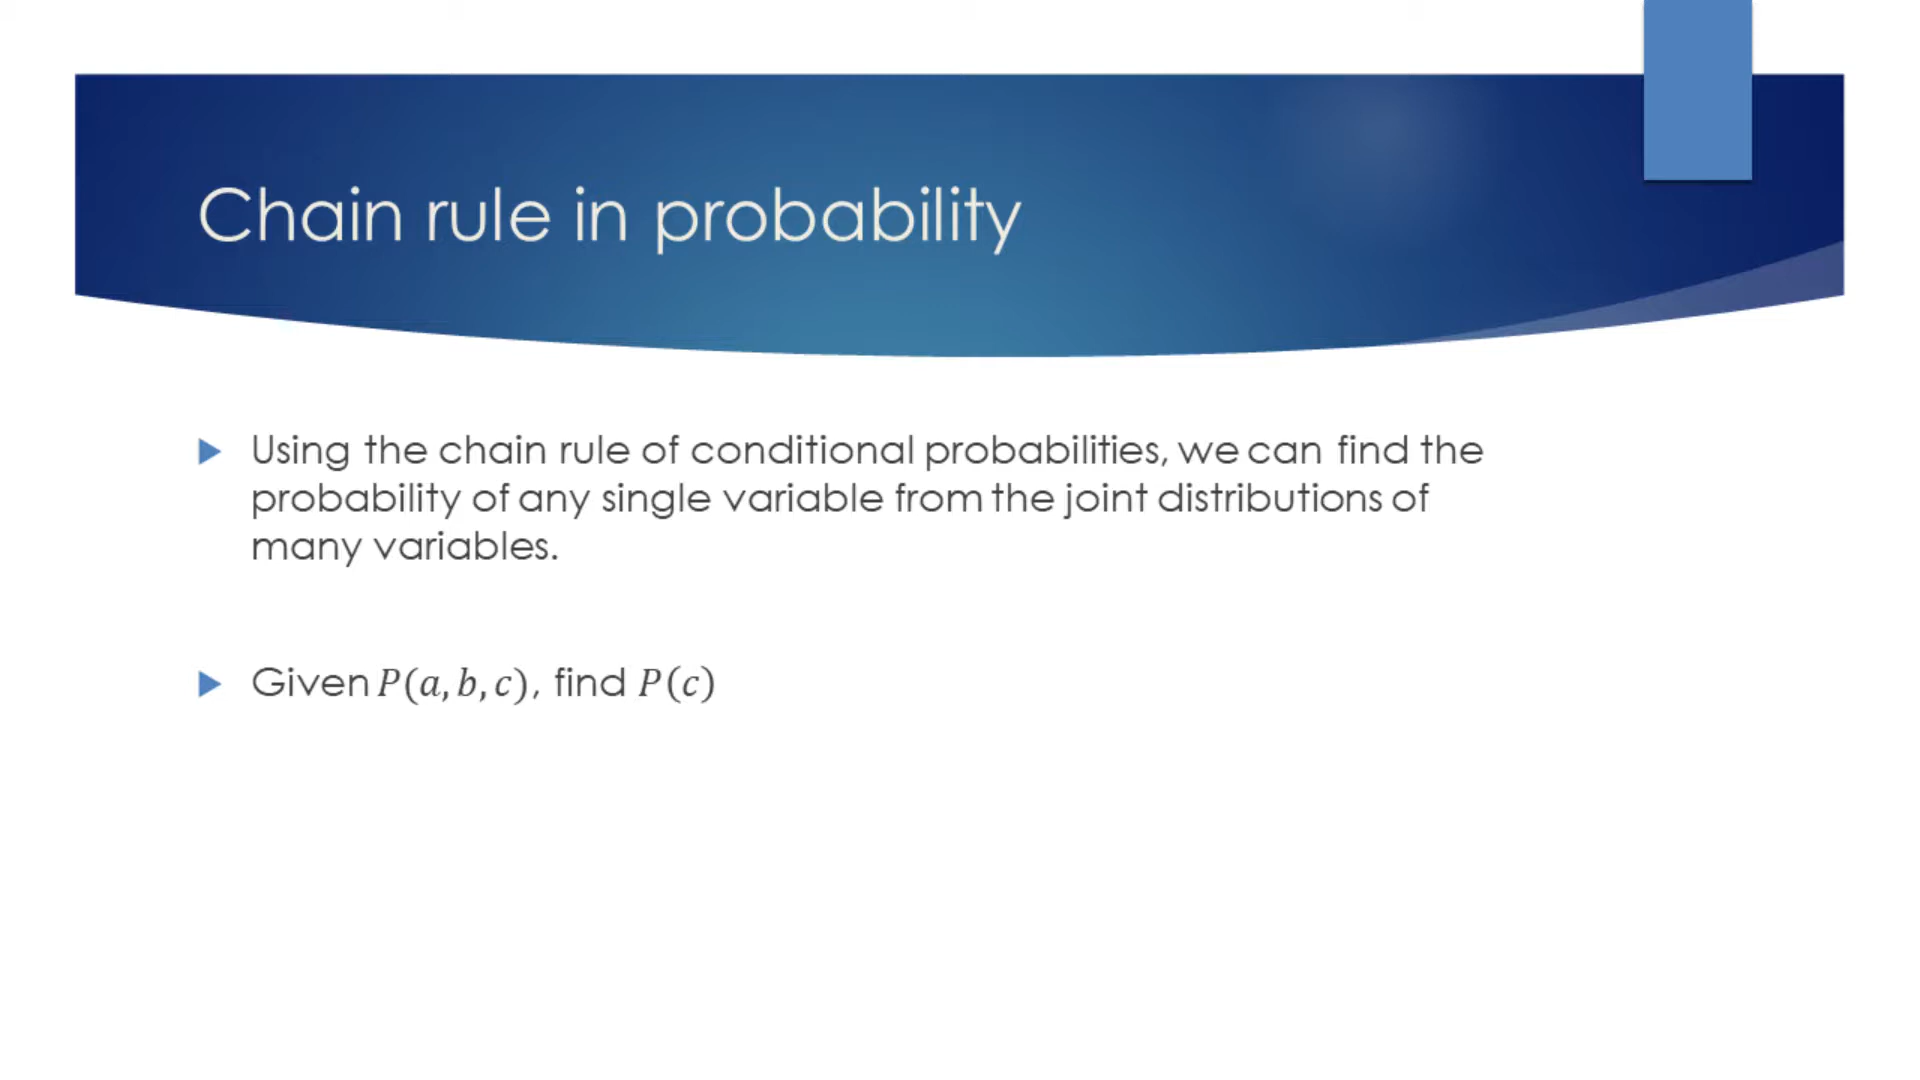 Chain rule in probability
Using the chain rule of conditional probabilities, we can find the
probability of any single variable from the joint distributions of
many variables.
Given P(a, b, c), find P(c)